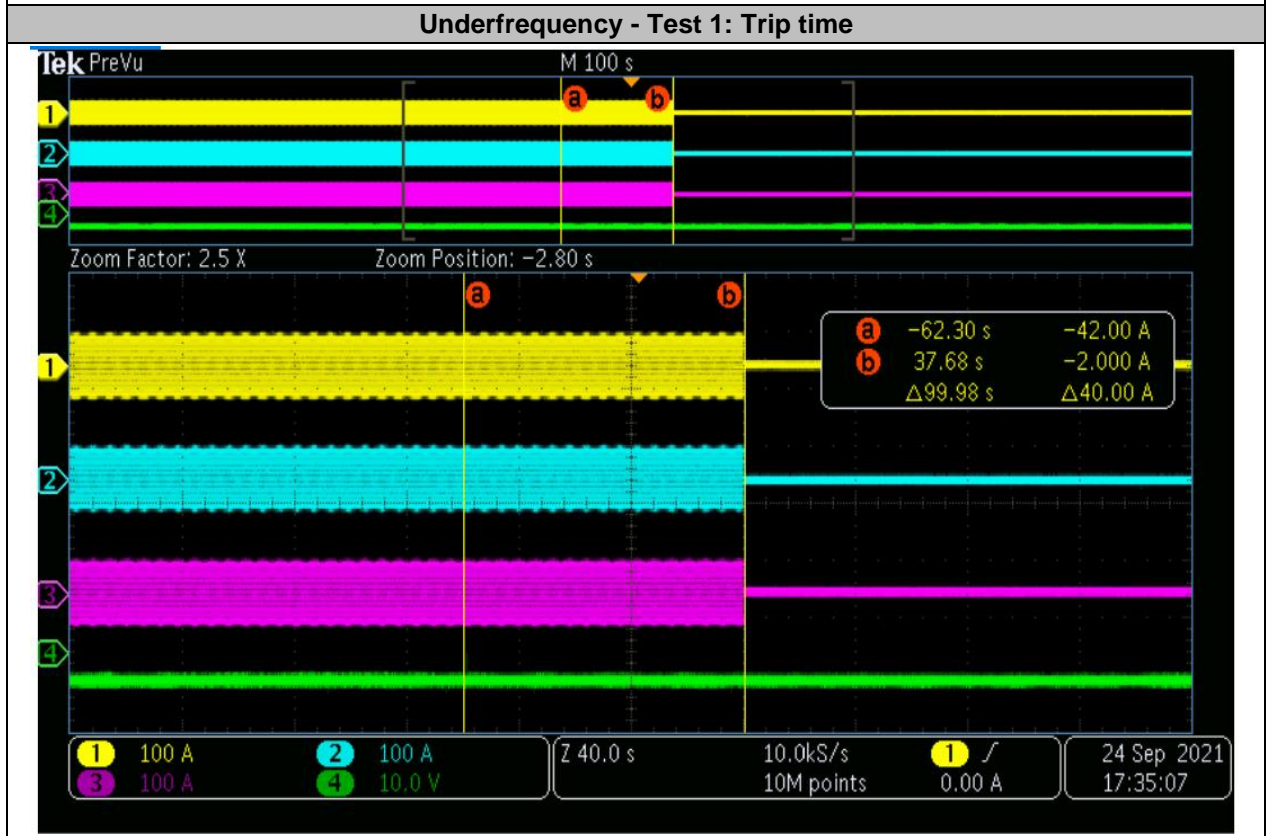 Underfrequency - Test 1: Trip time
Tek PreVu M 100 s
a b
1
2
3
4
Zoom Factor: 2.5 X Zoom Position: −2.80 s
a b
a −62.30 s −42.00 A
b 37.68 s −2.000 A
△99.98 s △40.00 A
1
2
3
4
1 100 A 2 100 A Z 40.0 s 10.0kS/s 1 ∫ 24 Sep 2021
3 100 A 4 10.0 V 10M points 0.00 A 17:35:07